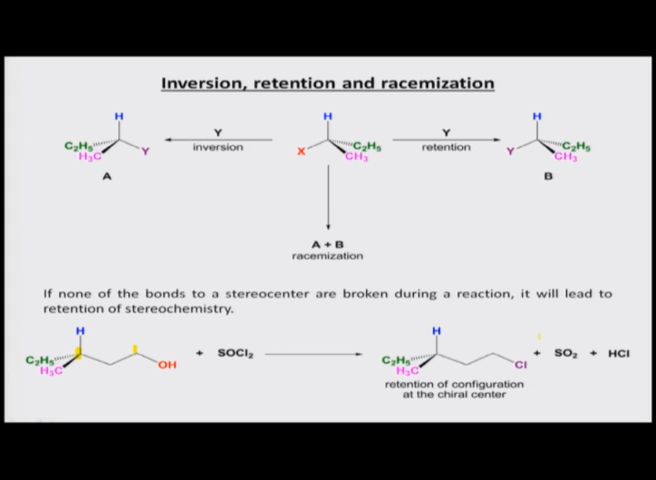 Inversion, retention and racemization
H
C₂H₅
H₃C
Y
A
Y
inversion
H
X
C₂H₅
CH₃
Y
retention
H
Y
C₂H₅
CH₃
B
A + B
racemization
If none of the bonds to a stereocenter are broken during a reaction, it will lead to
retention of stereochemistry.
H
C₂H₅
H₃C
OH
+ SOCl₂
H
C₂H₅
H₃C
Cl
+ SO₂ + HCl
retention of configuration
at the chiral center